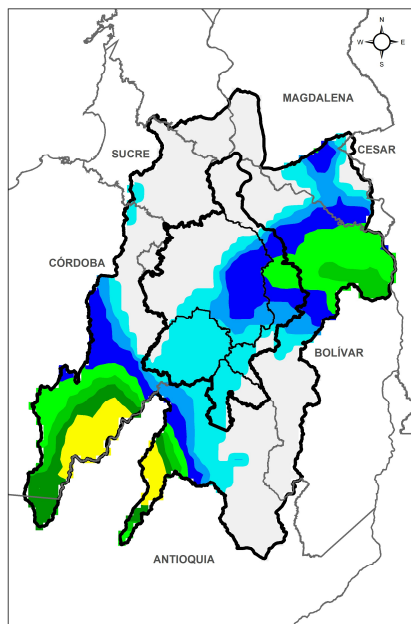 N
W E
S
MAGDALENA
CESAR
SUCRE
CÓRDOBA
BOLÍVAR
ANTIOQUIA